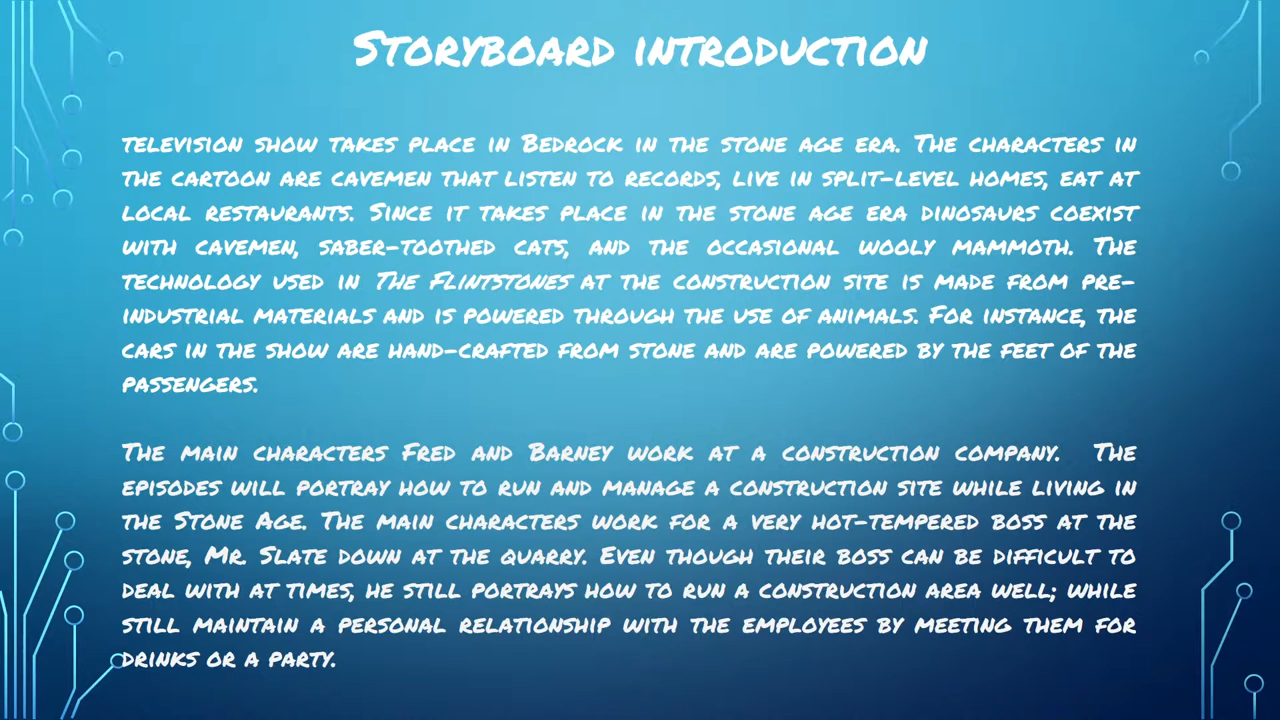 Storyboard introduction
television show takes place in Bedrock in the stone age era. The characters in
the cartoon are cavemen that listen to records, live in split-level homes, eat at
local restaurants. Since it takes place in the stone age era dinosaurs coexist
with cavemen, saber-toothed cats, and the occasional wooly mammoth. The
technology used in The Flintstones at the construction site is made from pre-
industrial materials and is powered through the use of animals. For instance, the
cars in the show are hand-crafted from stone and are powered by the feet of the
passengers.
The main characters Fred and Barney work at a construction company. The
episodes will portray how to run and manage a construction site while living in
the Stone Age. The main characters work for a very hot-tempered boss at the
stone, Mr. Slate down at the quarry. Even though their boss can be difficult to
deal with at times, he still portrays how to run a construction area well; while
still maintain a personal relationship with the employees by meeting them for
drinks or a party.